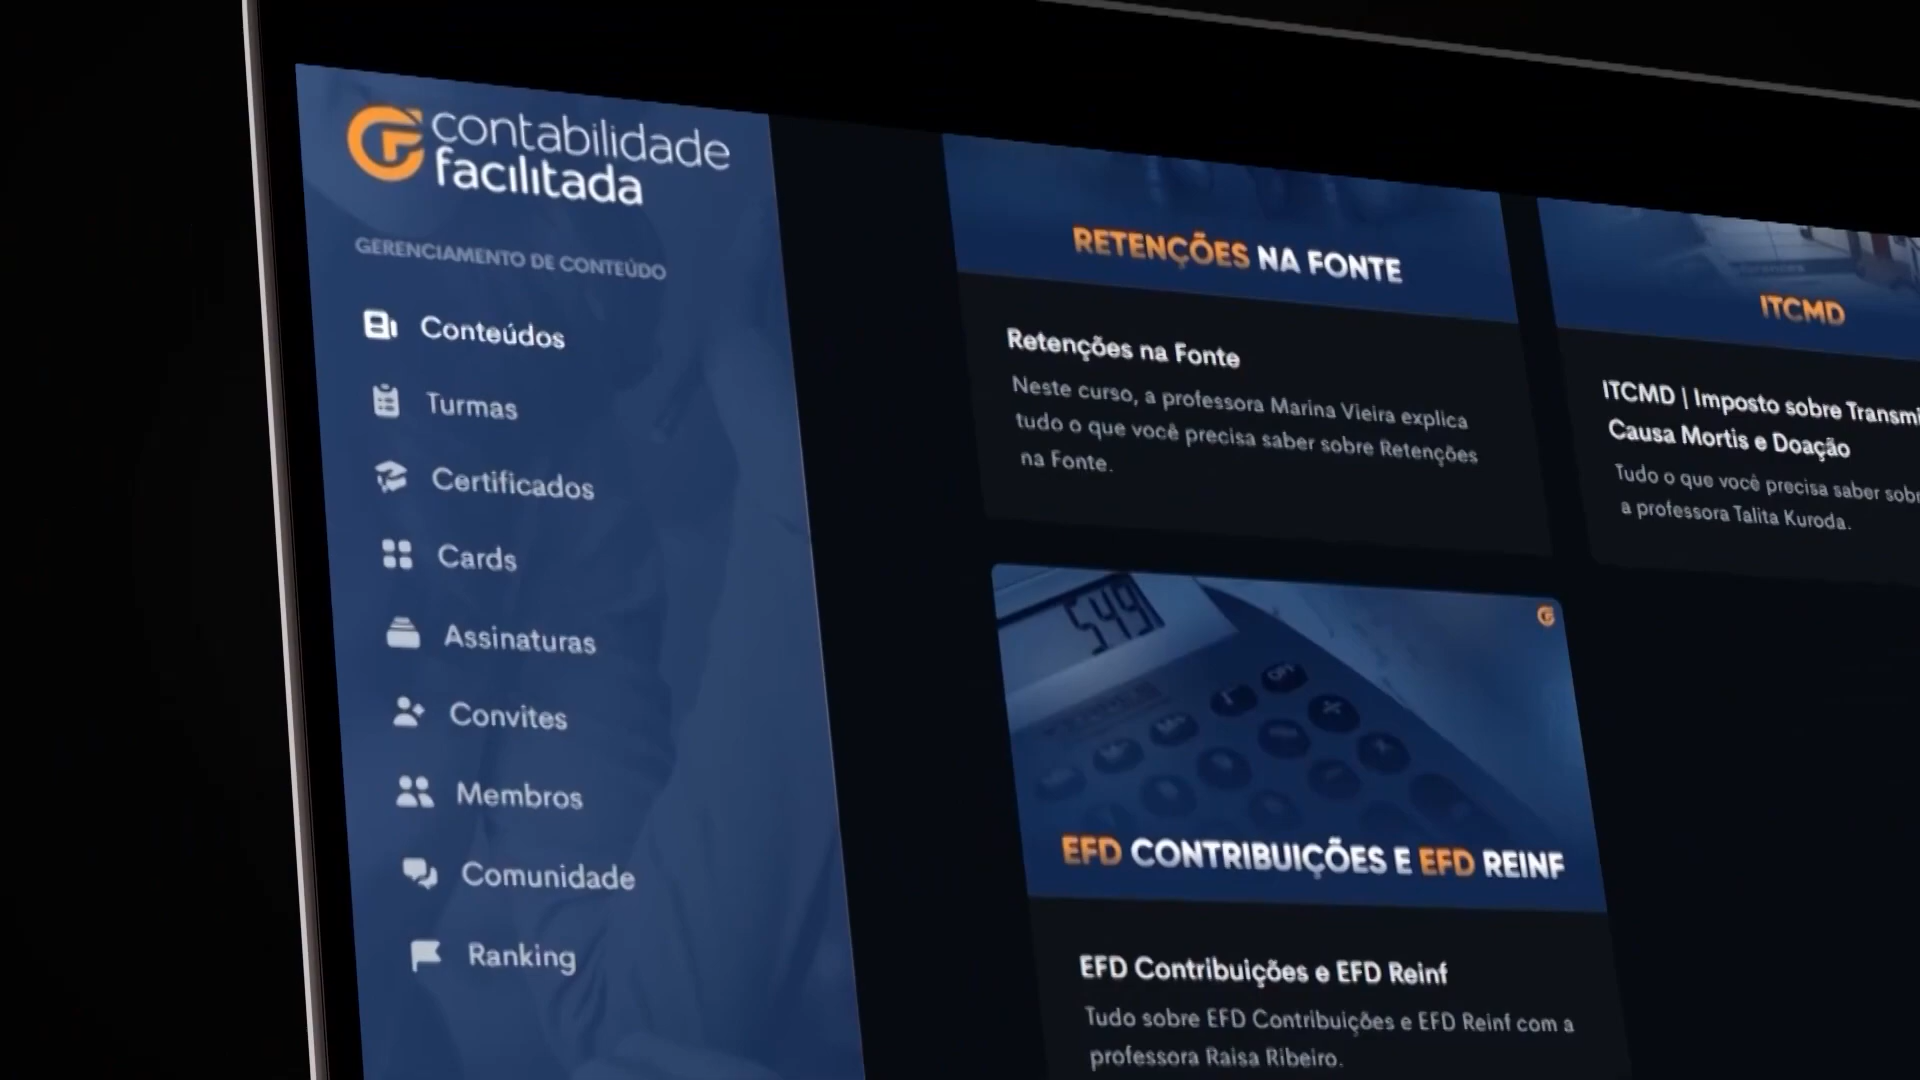 contabilidade
facilitada
GERENCIAMENTO DE CONTEÚDO
Conteúdos
Turmas
Certificados
Cards
Assinaturas
Convites
Membros
Comunidade
Ranking
RETENÇÕES NA FONTE
Retenções na Fonte
Neste curso, a professora Marina Vieira explica
tudo o que você precisa saber sobre Retenções
na Fonte.
ITCMD
ITCMD | Imposto sobre Transmi
Causa Mortis e Doação
Tudo o que você precisa saber sobr
a professora Talita Kuroda.
549
OFF
EFD CONTRIBUIÇÕES E EFD REINF
EFD Contribuições e EFD Reinf
Tudo sobre EFD Contribuições e EFD Reinf com a
professora Raisa Ribeiro.